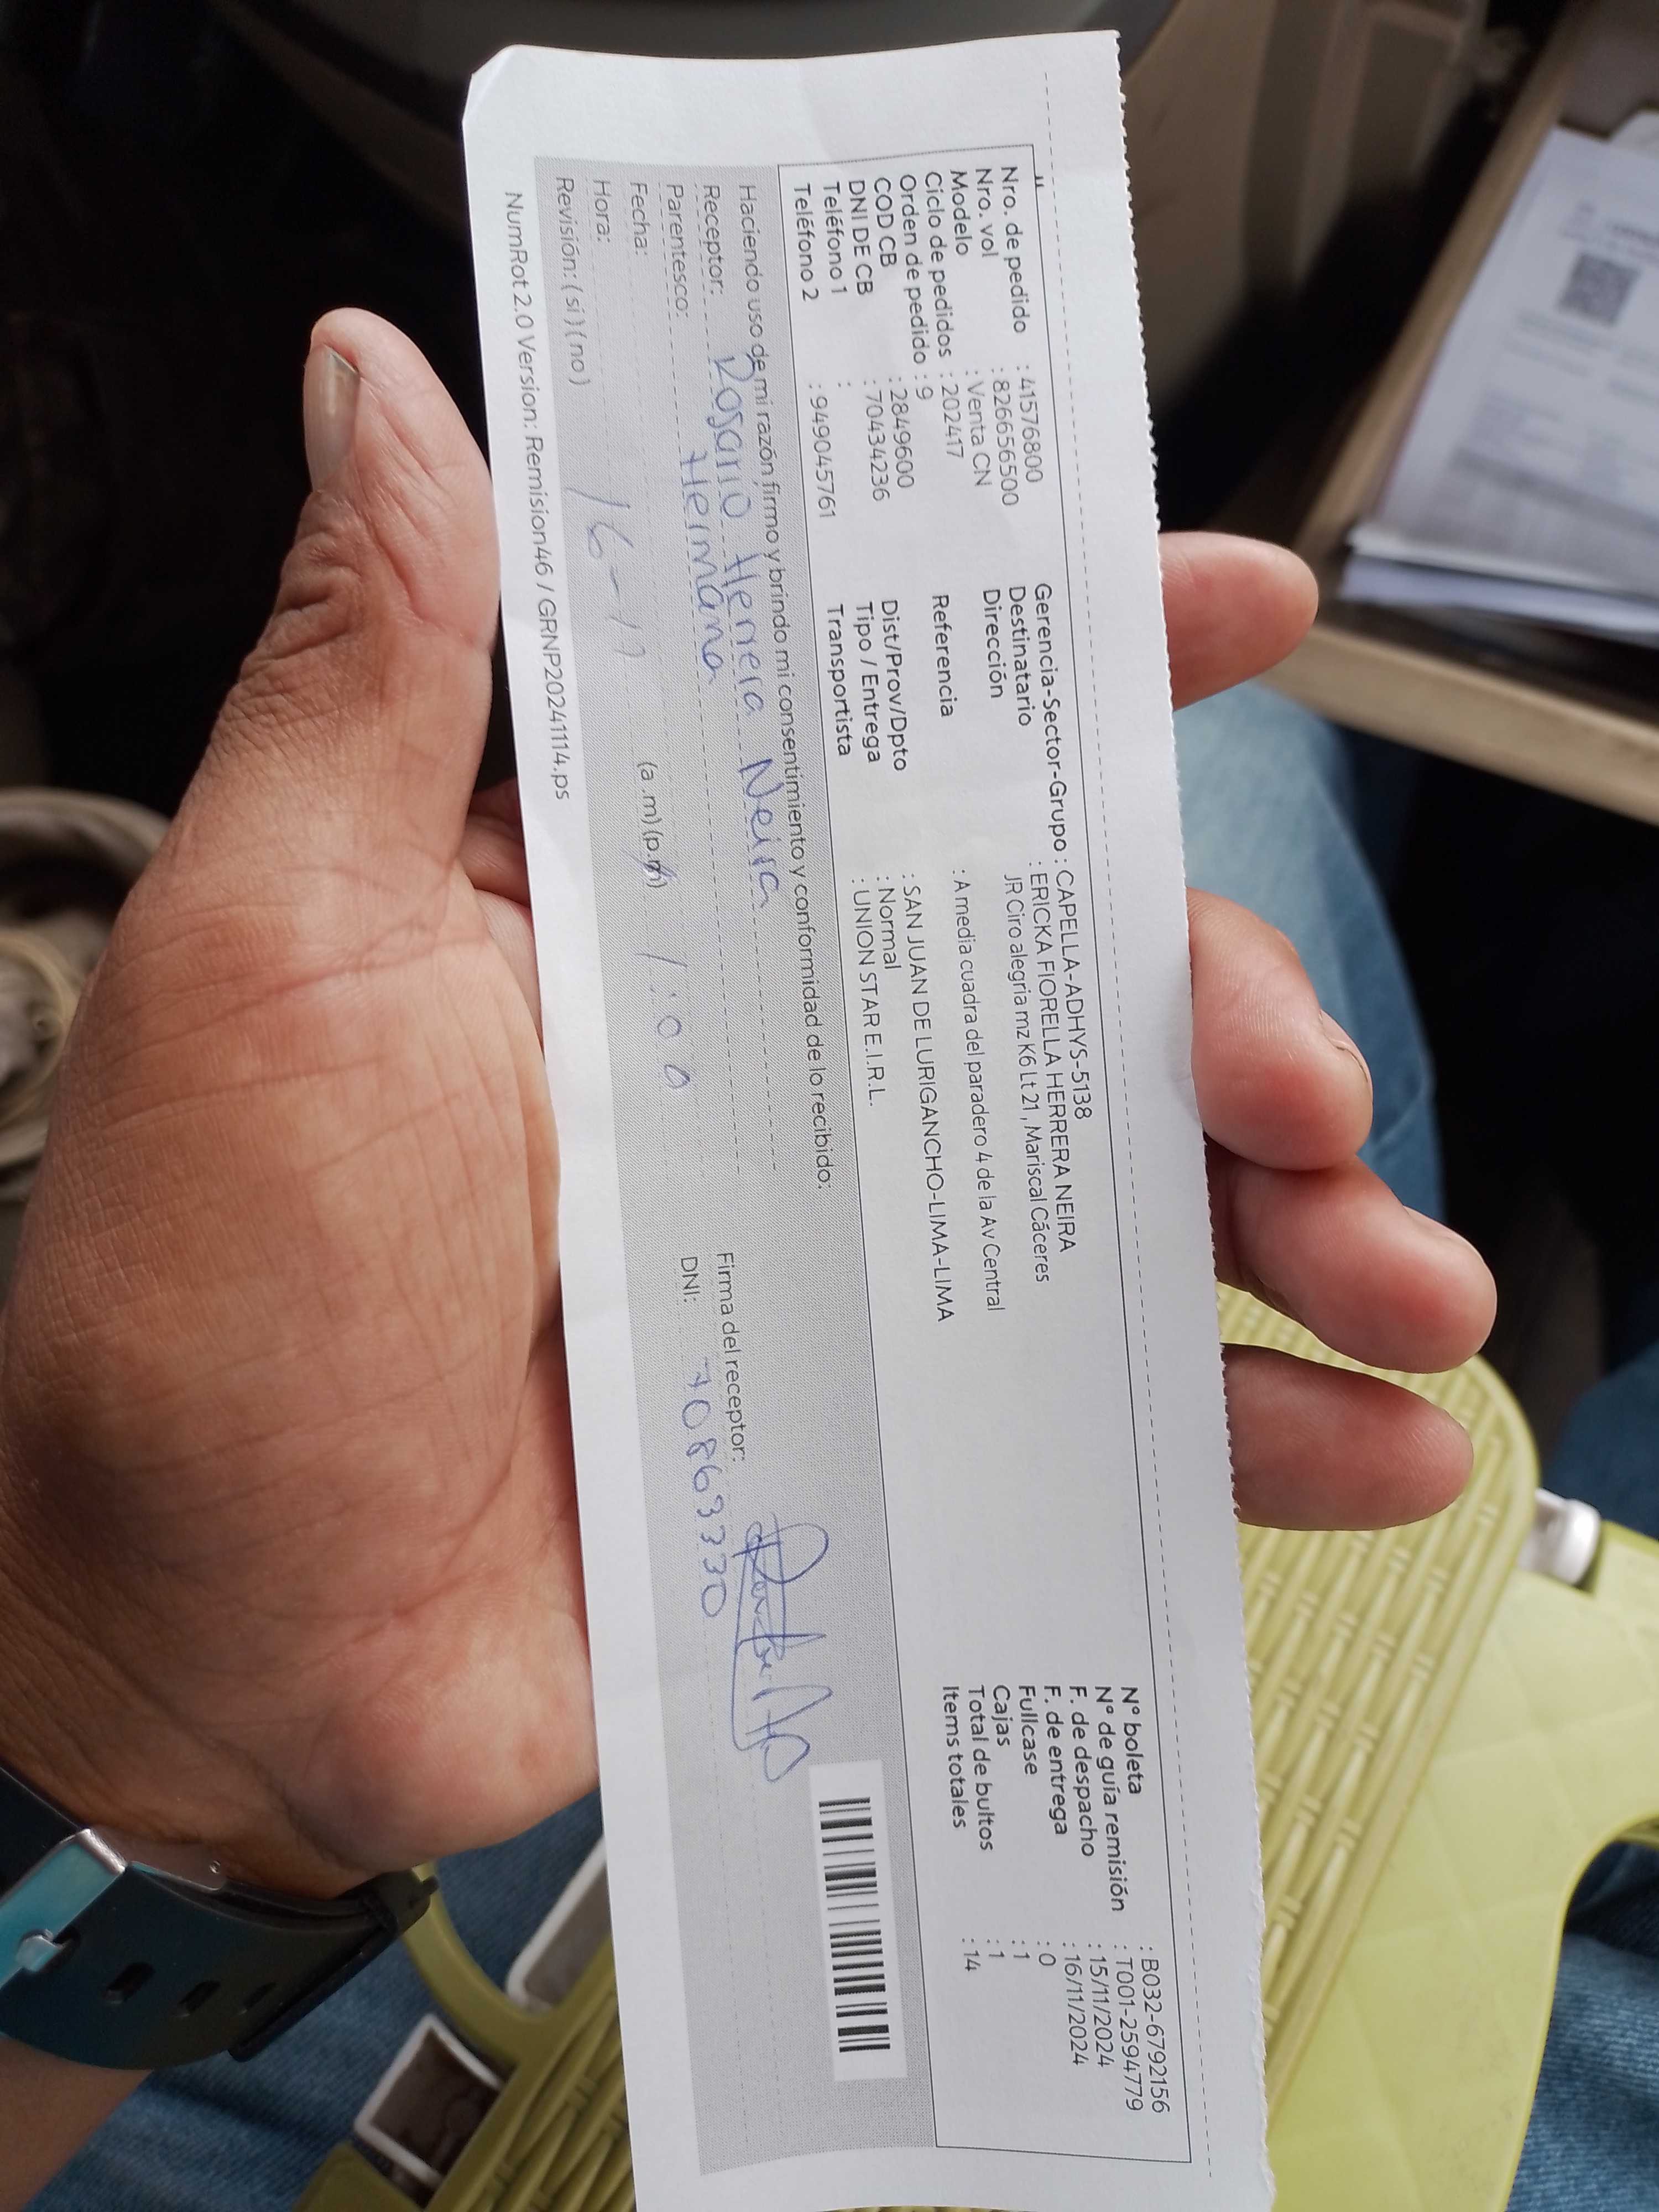 Nro. de pedido : 41576800
Nro. vol : 826656500
Modelo : Venta CN
Ciclo de pedidos : 202417
Orden de pedido : 9
COD CB : 2849600
DNI DE CB : 70434236
Teléfono 1 :
Teléfono 2 : 949045761
Gerencia-Sector-Grupo : CAPELLA-ADHYS-5138
Destinatario : ERICKA FIORELLA HERRERA NEIRA
Dirección JR Ciro alegria mz K6 Lt 21, Mariscal Cáceres
Referencia : A media cuadra del paradero 4 de la Av Central
Dist/Prov/Dpto : SAN JUAN DE LURIGANCHO-LIMA-LIMA
Tipo / Entrega : Normal
Transportista : UNION STAR E.I.R.L.
N° boleta : B032-6792156
N° de guía remisión : T001-2594779
F. de despacho : 15/11/2024
F. de entrega : 16/11/2024
Fullcase : 0
Cajas : 1
Total de bultos : 1
Items totales : 14
Haciendo uso de mi razón, firmo y brindo mi consentimiento y conformidad de lo recibido:
Receptor: Rosario Herrera Neira
Parentesco: Hermana
Fecha: 16-11
Hora: (a.m) (p.m) 1:00
Revisión: (si) (no)
Firma del receptor:
DNI: 70863330
NumRot 2.0 Version: Remision46 / GRNP20241114.ps